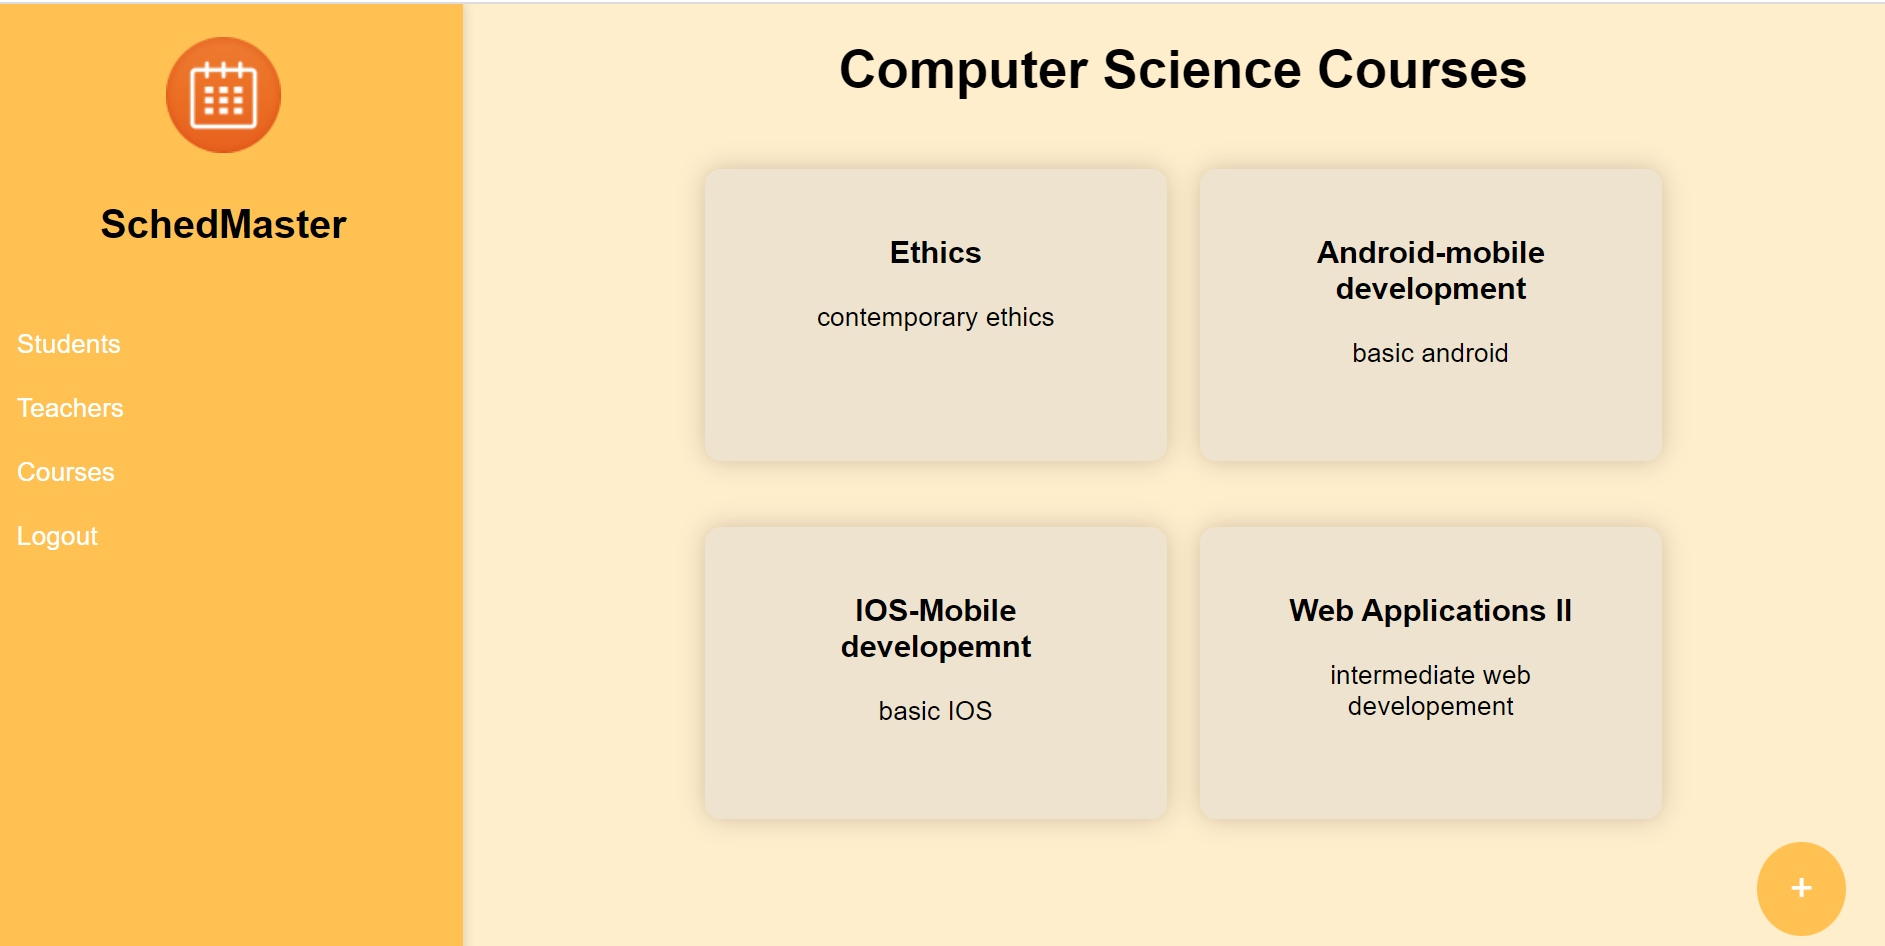 SchedMaster
Students
Teachers
Courses
Logout
Computer Science Courses
Ethics
contemporary ethics
Android-mobile
development
basic android
IOS-Mobile
developemnt
basic IOS
Web Applications II
intermediate web
developement
+